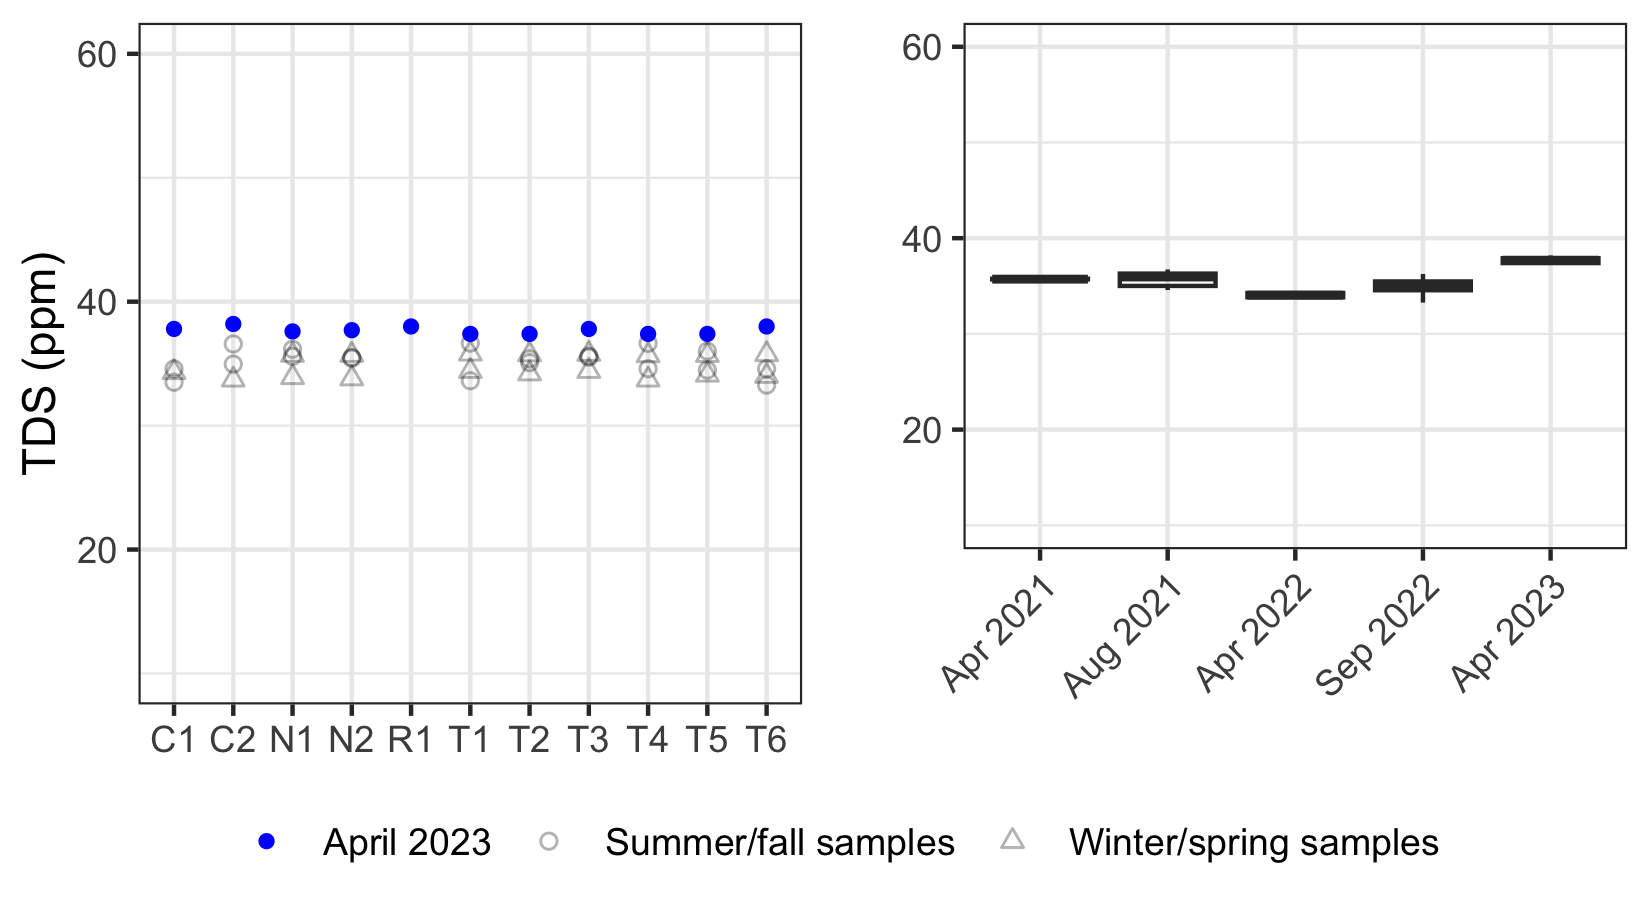 TDS (ppm)
60
40
20
C1 C2 N1 N2 R1 T1 T2 T3 T4 T5 T6
60
40
20
Apr 2021
Aug 2021
Apr 2022
Sep 2022
Apr 2023
April 2023 Summer/fall samples Winter/spring samples